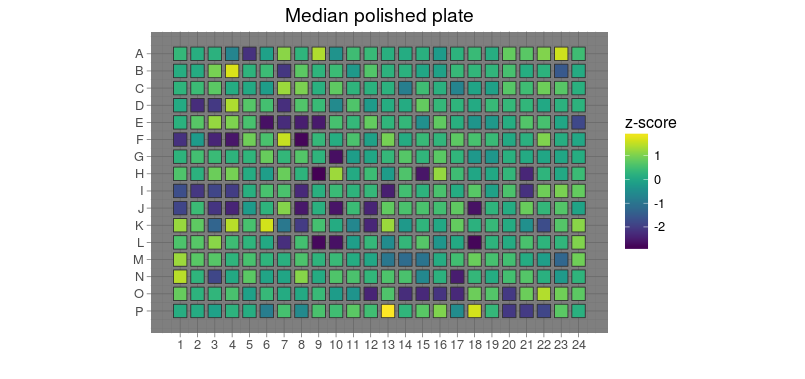 Median polished plate
A
B
C
D
E
F
G
H
I
J
K
L
M
N
O
P
1 2 3 4 5 6 7 8 9 10 11 12 13 14 15 16 17 18 19 20 21 22 23 24
z-score
1
0
-1
-2